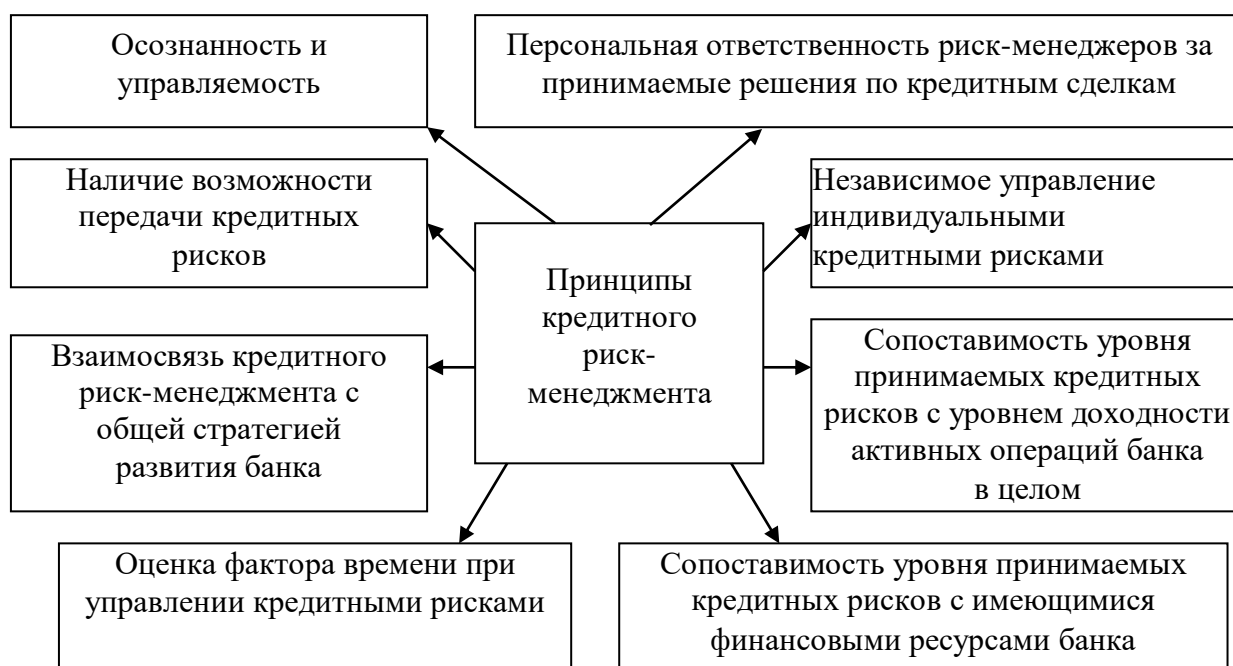 Осознанность и
управляемость
Персональная ответственность риск-менеджеров за
принимаемые решения по кредитным сделкам
Наличие возможности
передачи кредитных
рисков
Независимое управление
индивидуальными
кредитными рисками
Принципы
кредитного
риск-
менеджмента
Взаимосвязь кредитного
риск-менеджмента с
общей стратегией
развития банка
Сопоставимость уровня
принимаемых кредитных
рисков с уровнем доходности
активных операций банка
в целом
Оценка фактора времени при
управлении кредитными рисками
Сопоставимость уровня принимаемых
кредитных рисков с имеющимися
финансовыми ресурсами банка